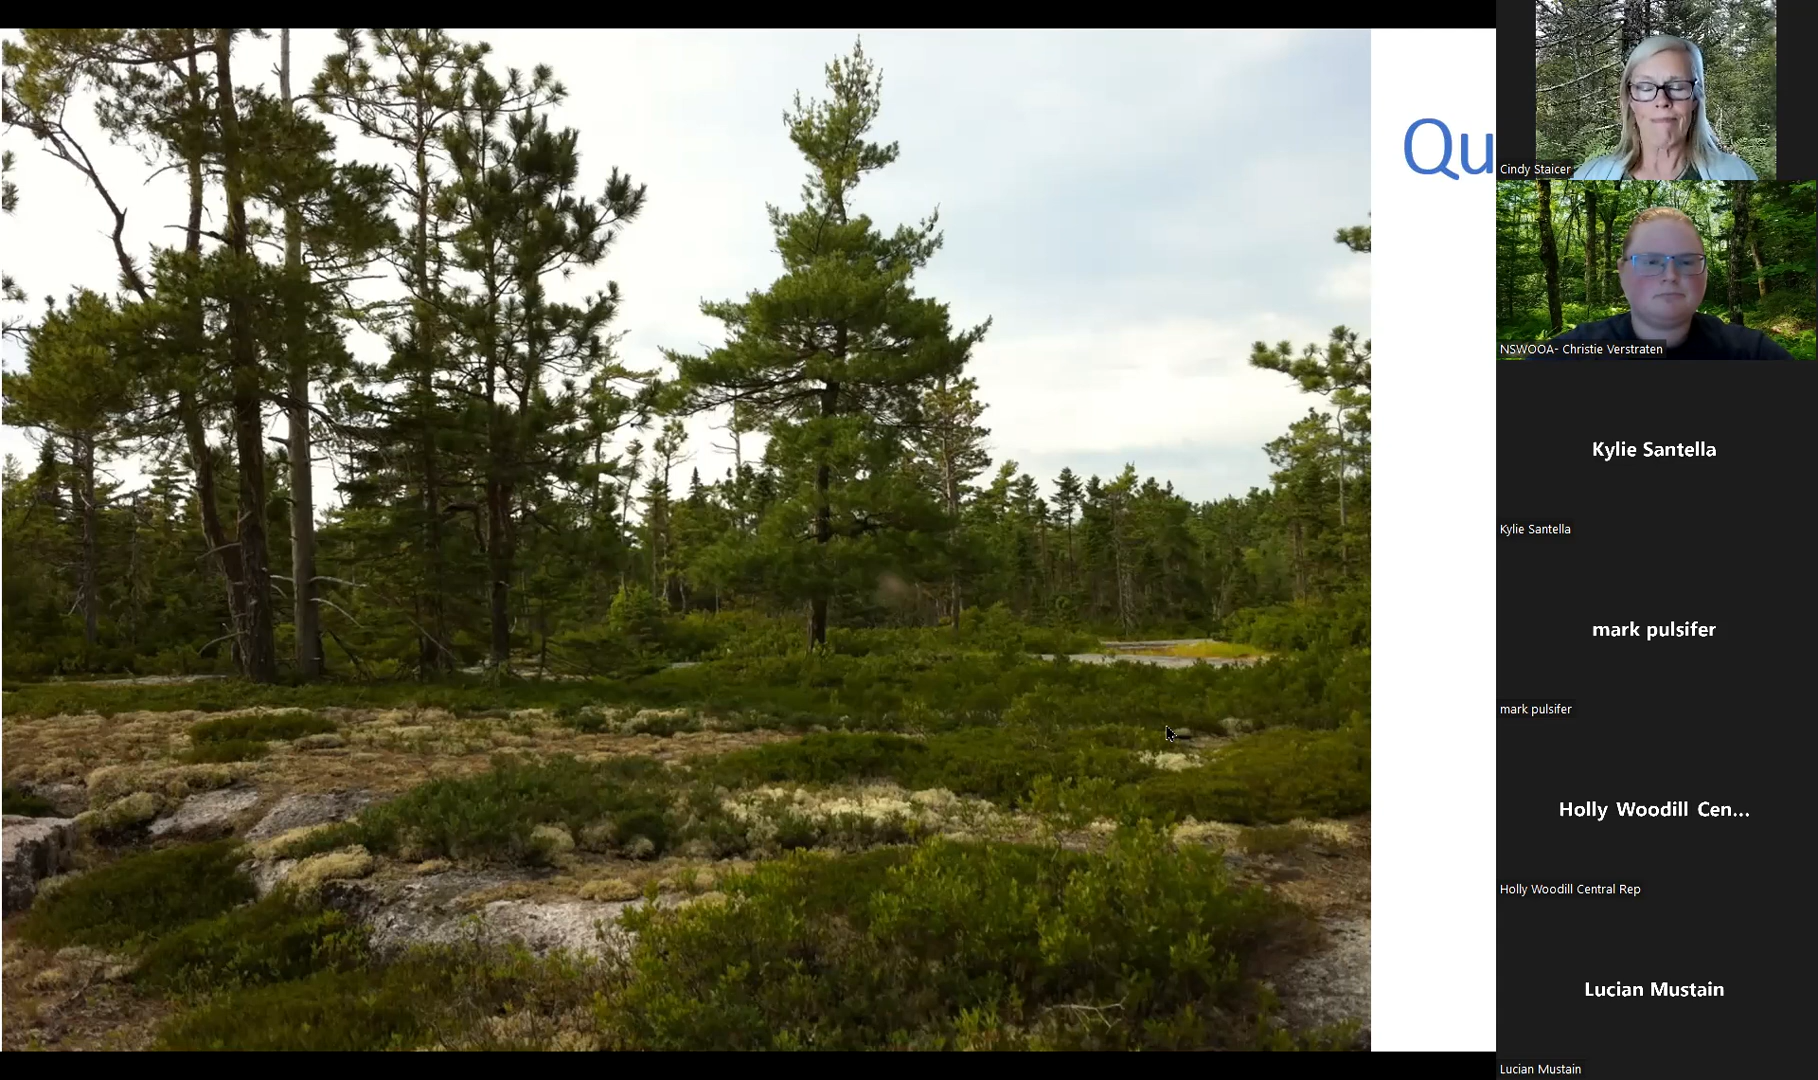 Qu
Cindy Staicer
NSWOOA- Christie Verstraten
Kylie Santella
Kylie Santella
mark pulsifer
mark pulsifer
Holly Woodill Cen...
Holly Woodill Central Rep
Lucian Mustain
Lucian Mustain